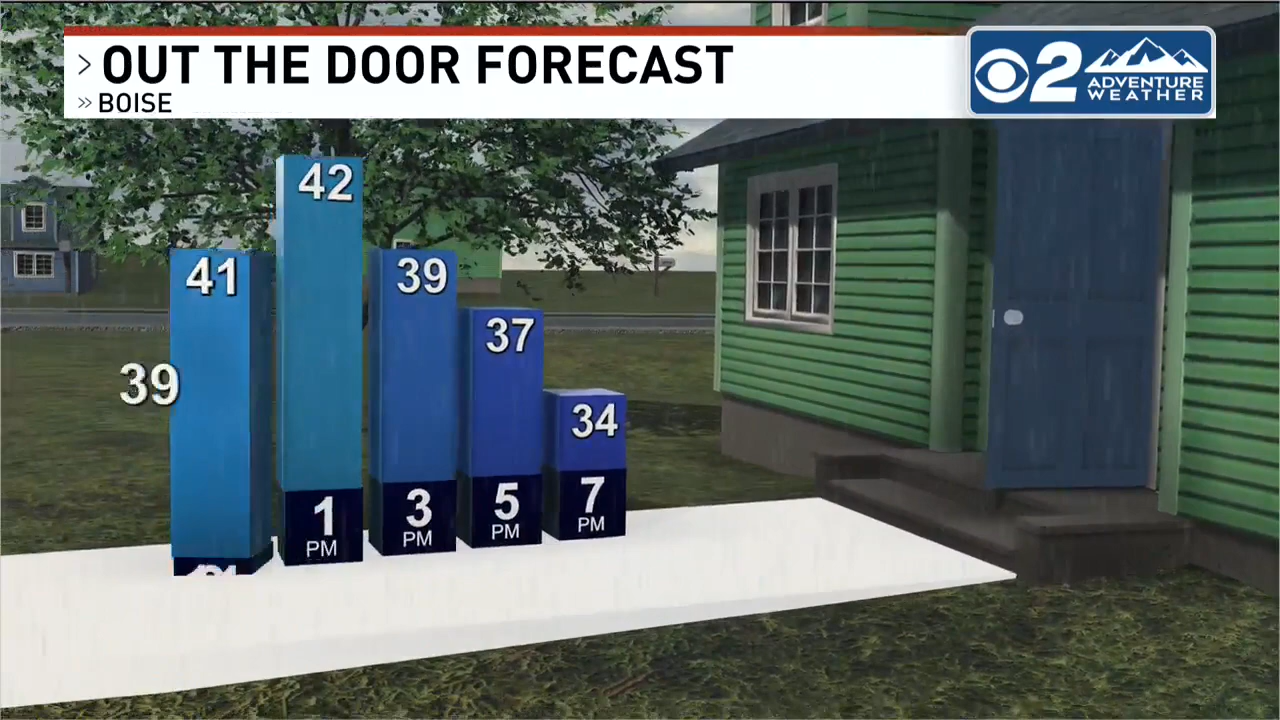 > OUT THE DOOR FORECAST
» BOISE
2 ADVENTURE
WEATHER
42
41
39
39
37
34
1
PM
3
PM
5
PM
7
PM